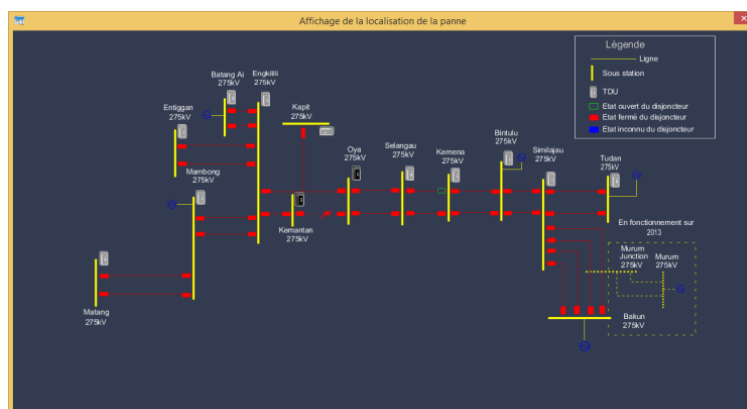 Affichage de la localisation de la panne
Légende
Ligne
Sous station
TDU
Etat ouvert du disjoncteur
Etat fermé du disjoncteur
Etat inconnu du disjoncteur
Batang Ai
275kV
Engkilili
275kV
Entiggan
275kV
Kapit
275kV
Mambong
275kV
Oya
275kV
Selangau
275kV
Kemena
275kV
Bintulu
275kV
Similajau
275kV
Tudan
275kV
Kemantan
275kV
En fonctionnement sur
2013
Murum
Junction
275kV
Murum
275kV
Matang
275kV
Bakun
275kV